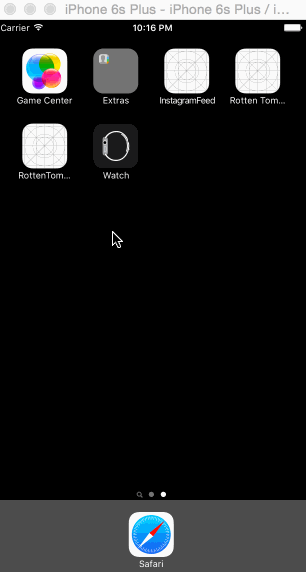 iPhone 6s Plus - iPhone 6s Plus / i...
Carrier 10:16 PM
Game Center Extras InstagramFeed Rotten Tom...
RottenTom... Watch
Safari